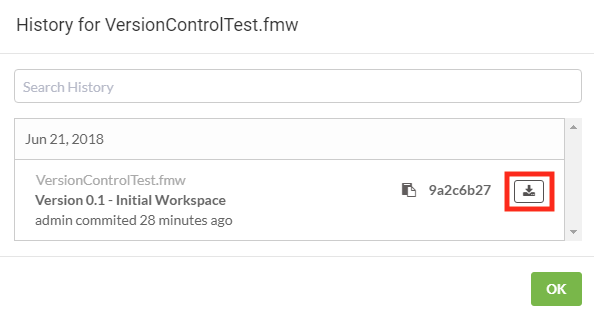 History for VersionControlTest.fmw
Search History
Jun 21, 2018
VersionControlTest.fmw
9a2c6b27
Version 0.1 - Initial Workspace
admin commited 28 minutes ago
OK